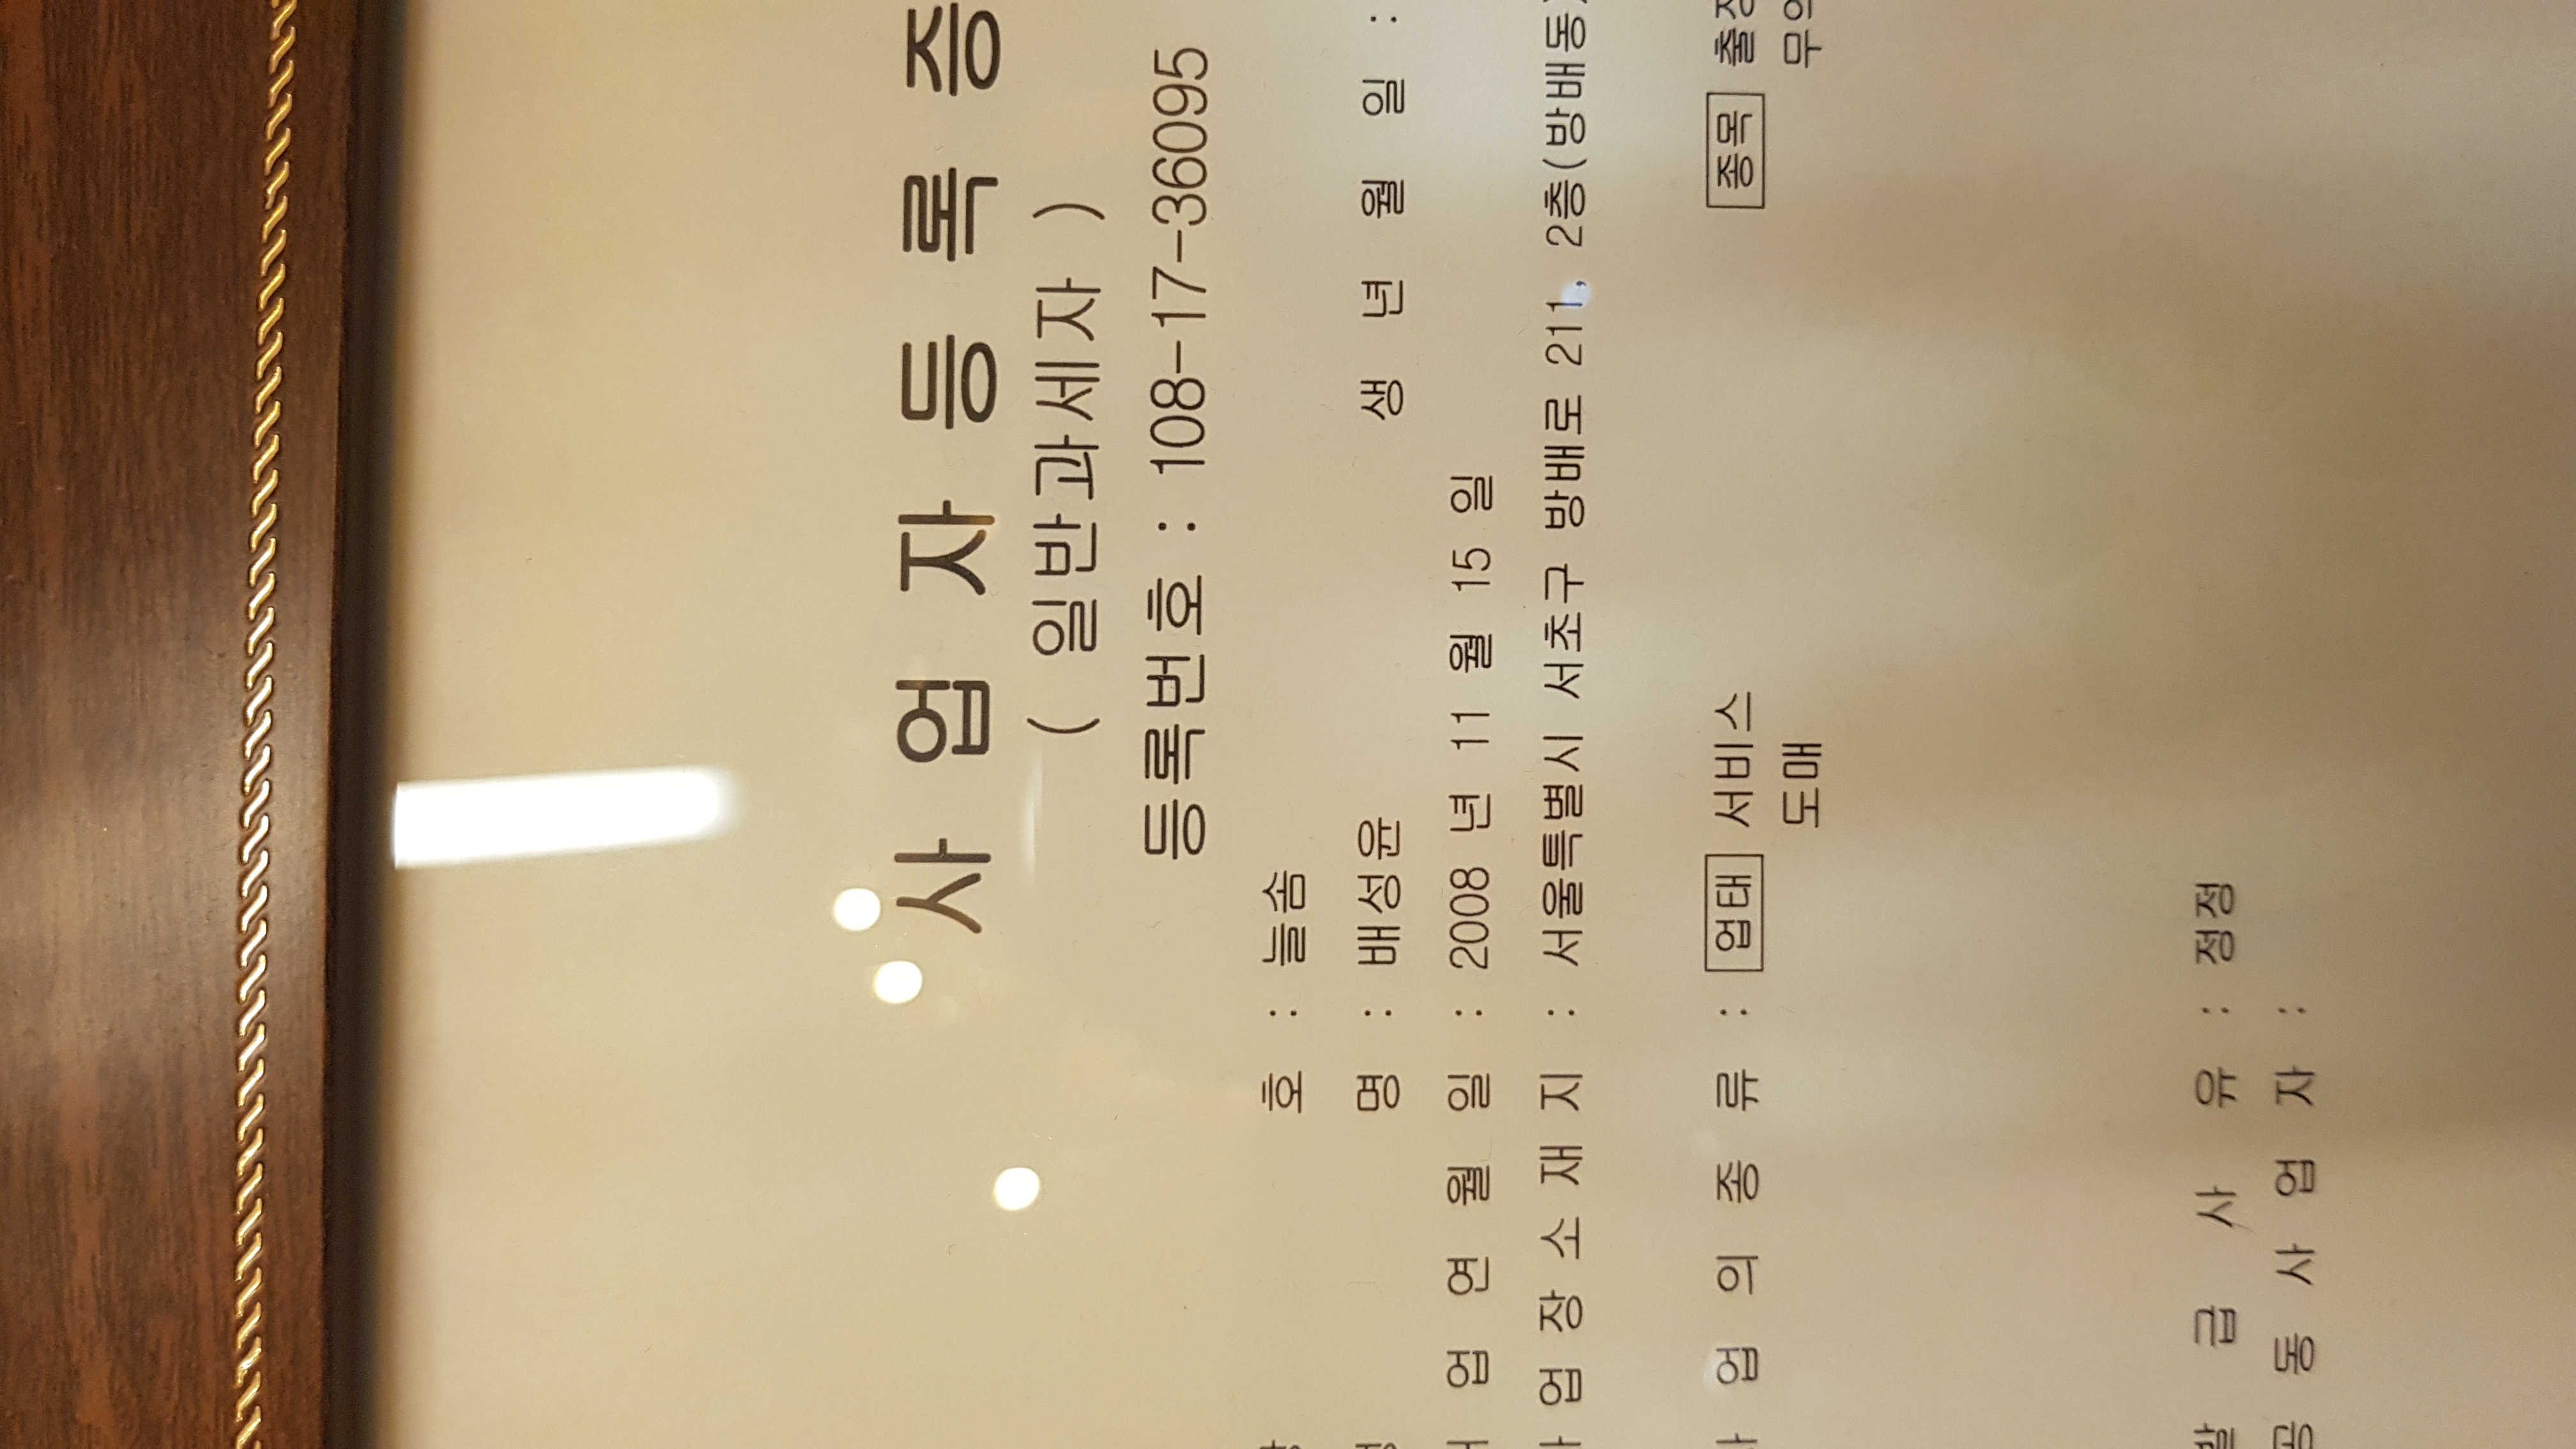 사 업 자 등 록 증
( 일반과세자 )
등록번호 : 108-17-36095
호 : 늘솜
명 : 배성윤 생 년 월 일 :
업 연 월 일 : 2008 년 11 월 15 일
업 장 소 재 지 : 서울특별시 서초구 방배로 211, 2층(방배동)
업 의 종 류 : 업태 서비스 종목
도매
발 급 사 유 : 정정
공 동 사 업 자 :